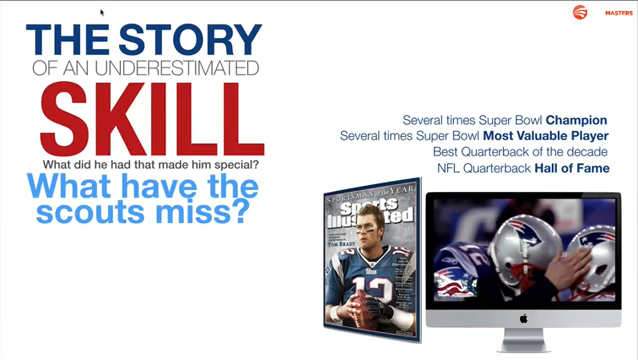 MASTERS
THE STORY
OF AN UNDERESTIMATED
SKILL
What did he had that made him special?
What have the
scouts miss?
Several times Super Bowl Champion
Several times Super Bowl Most Valuable Player
Best Quarterback of the decade
NFL Quarterback Hall of Fame
SPORTSMAN of the YEAR
Sports
Illustrated
TOM BRADY
12